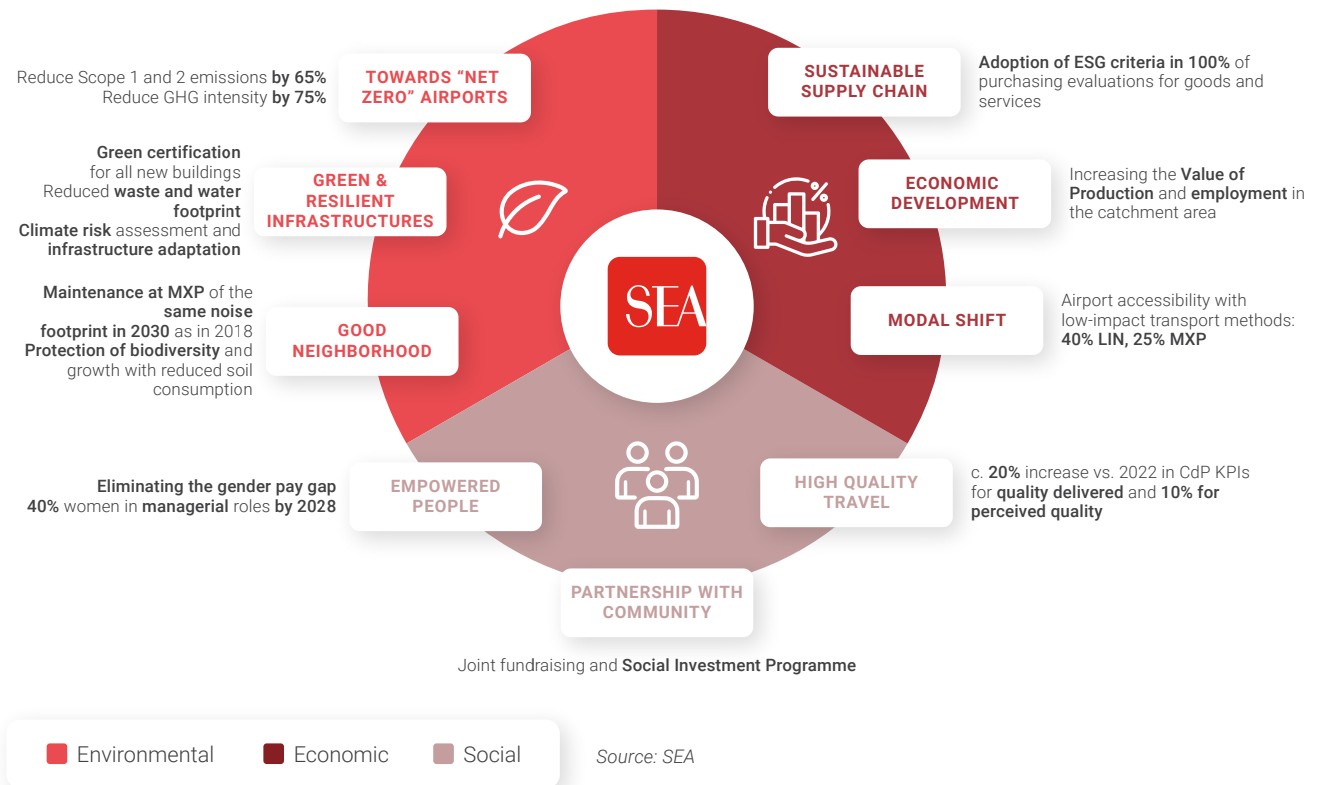 Reduce Scope 1 and 2 emissions by 65%
Reduce GHG intensity by 75%
TOWARDS “NET
ZERO” AIRPORTS
Green certification
for all new buildings
Reduced waste and water
footprint
Climate risk assessment and
infrastructure adaptation
GREEN &
RESILIENT
INFRASTRUCTURES
Maintenance at MXP of the
same noise
footprint in 2030 as in 2018
Protection of biodiversity and
growth with reduced soil
consumption
GOOD
NEIGHBORHOOD
Eliminating the gender pay gap
40% women in managerial roles by 2028
EMPOWERED
PEOPLE
SEA
%
SUSTAINABLE
SUPPLY CHAIN
Adoption of ESG criteria in 100% of
purchasing evaluations for goods and
services
ECONOMIC
DEVELOPMENT
Increasing the Value of
Production and employment in
the catchment area
MODAL SHIFT
Airport accessibility with
low-impact transport methods:
40% LIN, 25% MXP
HIGH QUALITY
TRAVEL
c. 20% increase vs. 2022 in CdP KPIs
for quality delivered and 10% for
perceived quality
PARTNERSHIP WITH
COMMUNITY
Joint fundraising and Social Investment Programme
Environmental
Economic
Social
Source: SEA